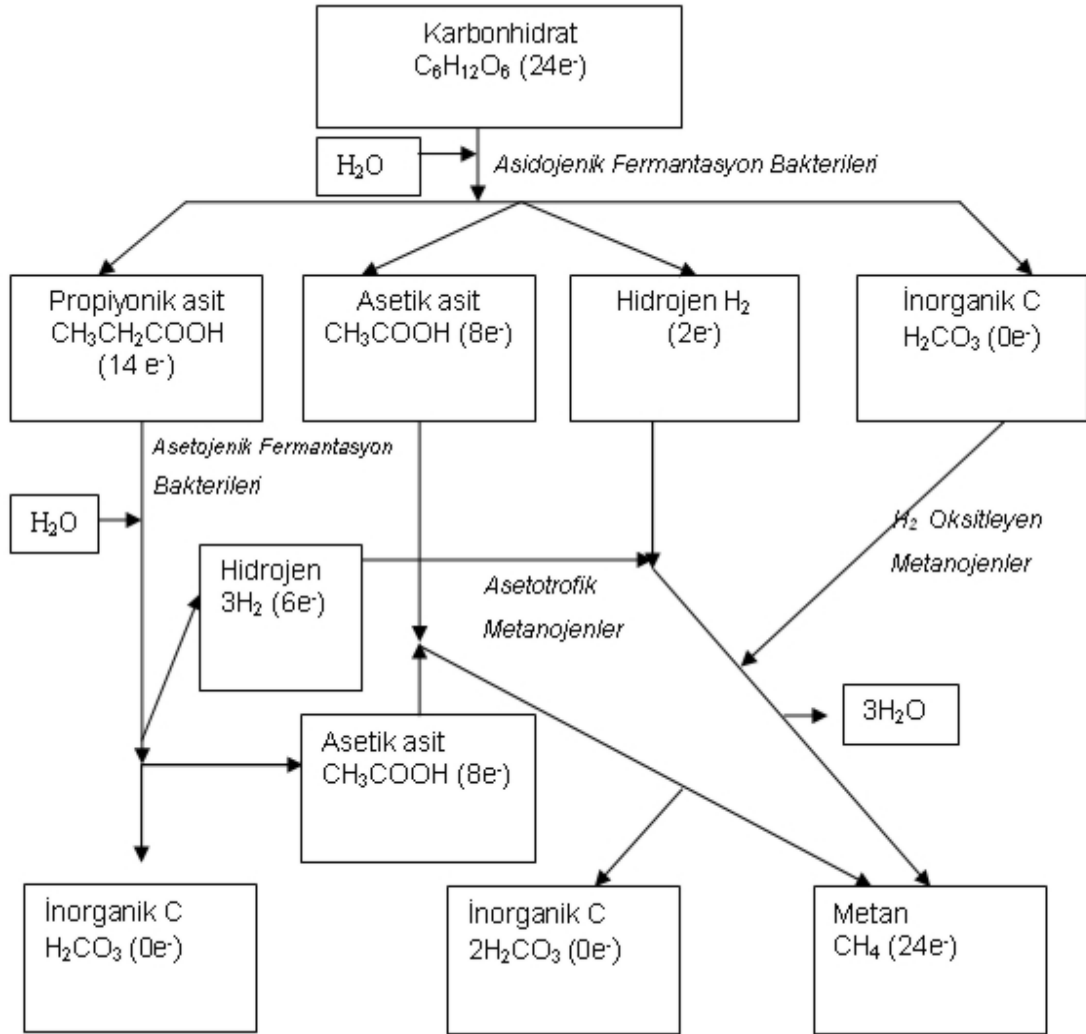 Karbonhidrat
C₆H₁₂O₆ (24e⁻)
H₂O
Asidojenik Fermantasyon Bakterileri
Propiyonik asit
CH₃CH₂COOH
(14 e⁻)
Asetik asit
CH₃COOH (8e⁻)
Hidrojen H₂
(2e⁻)
İnorganik C
H₂CO₃ (0e⁻)
Asetojenik Fermantasyon
Bakterileri
H₂O
H₂ Oksitleyen
Metanojenler
Hidrojen
3H₂ (6e⁻)
Asetotrofik
Metanojenler
3H₂O
Asetik asit
CH₃COOH (8e⁻)
İnorganik C
H₂CO₃ (0e⁻)
İnorganik C
2H₂CO₃ (0e⁻)
Metan
CH₄ (24e⁻)